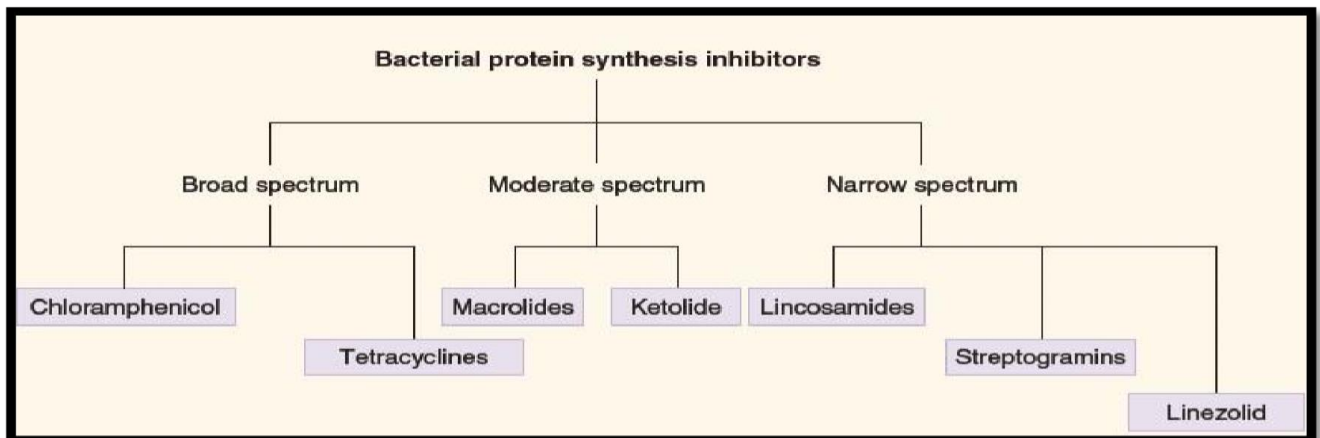 Bacterial protein synthesis inhibitors
Broad spectrum
Moderate spectrum
Narrow spectrum
Chloramphenicol
Macrolides
Ketolide
Lincosamides
Tetracyclines
Streptogramins
Linezolid